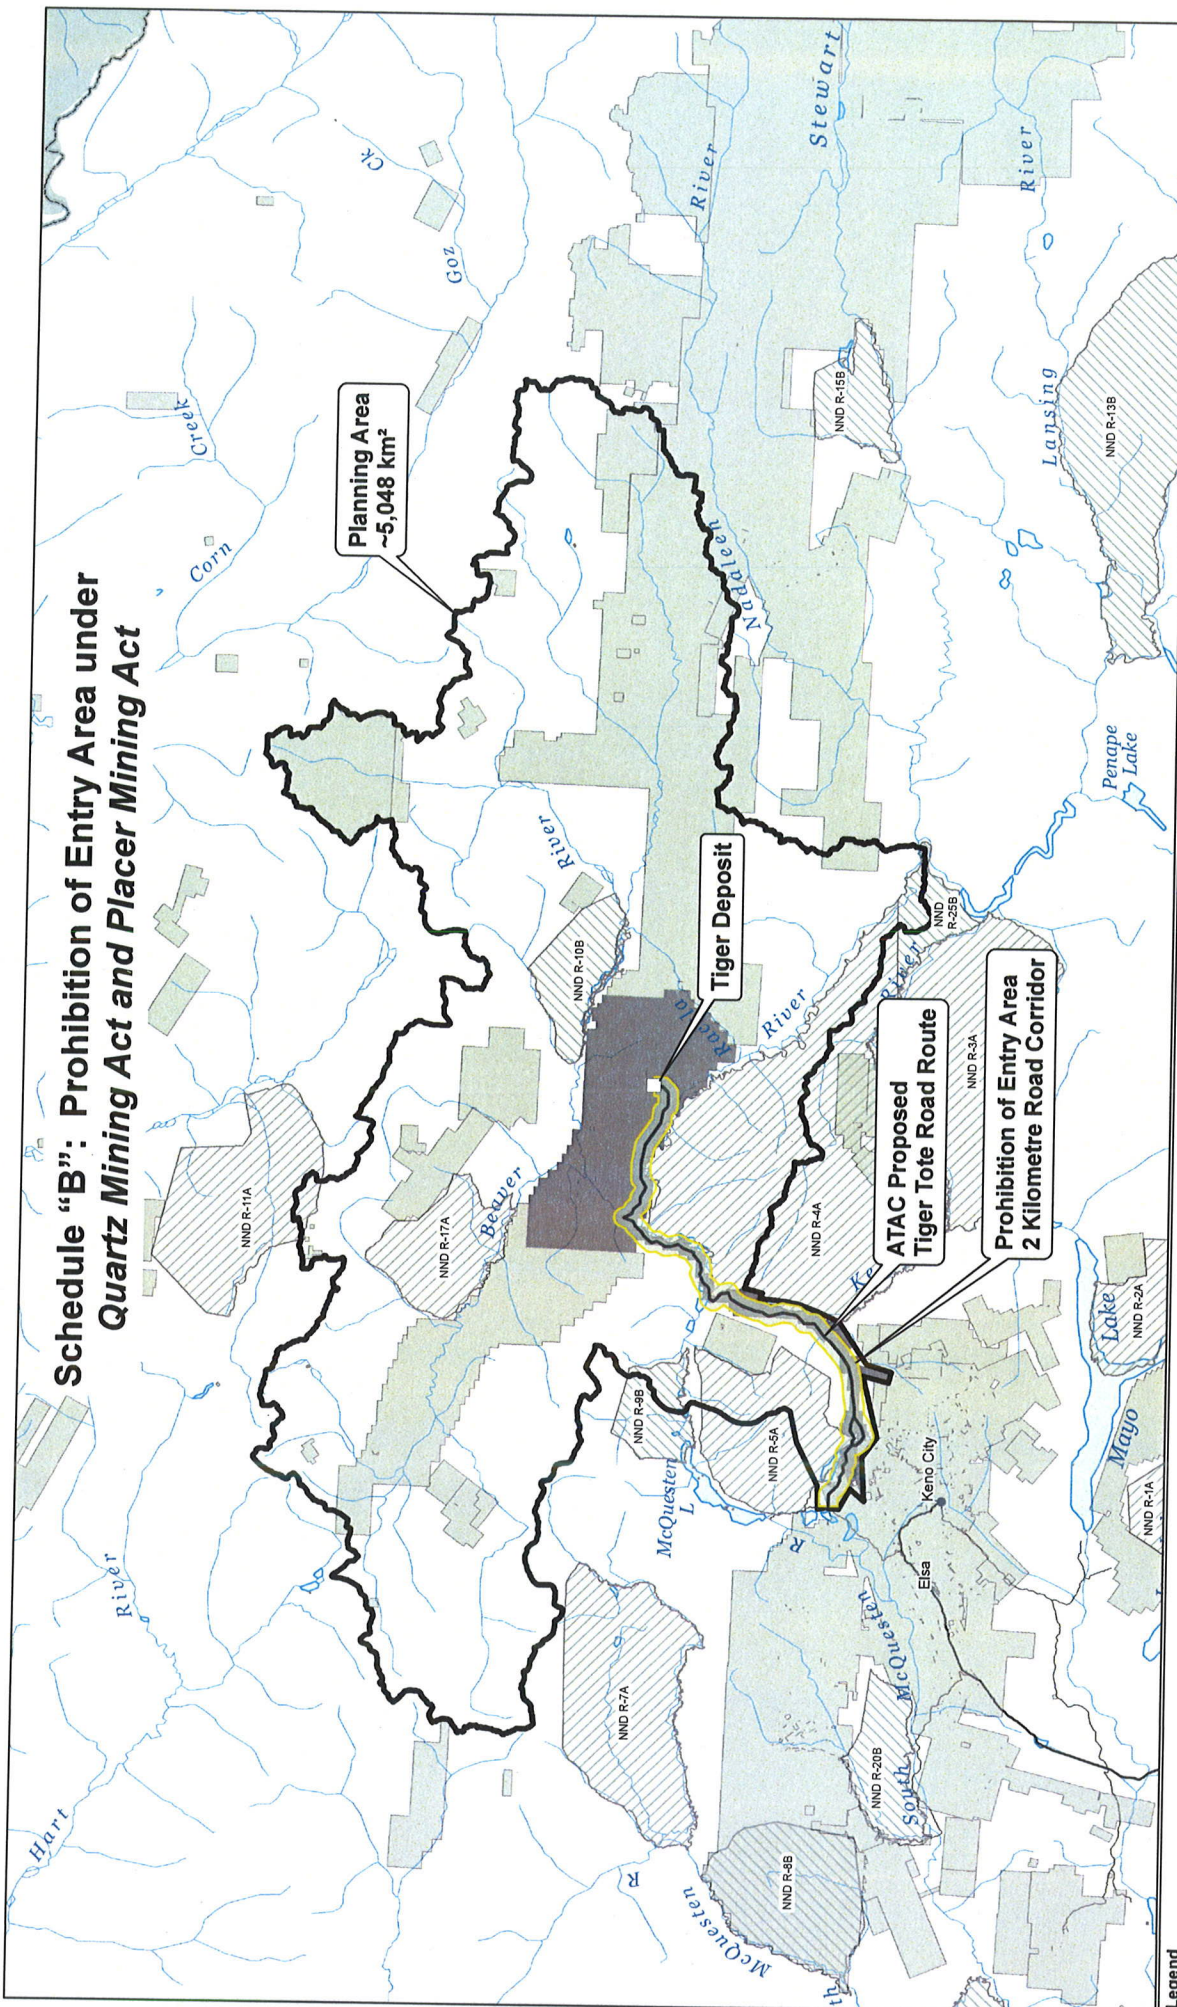 Schedule “B”: Prohibition of Entry Area under
Quartz Mining Act and Placer Mining Act
Planning Area
~5,048 km²
Tiger Deposit
ATAC Proposed
Tiger Tote Road Route
Prohibition of Entry Area
2 Kilometre Road Corridor
Hart
River
Corn
Creek
Goz
Ck
NND R-11A
NND R-17A
Beaver
River
NND R-10B
Rackla
River
River
Nadaleen
River
Stewart
River
Lansing
NND R-15B
NND R-13B
NND
R-25B
Penape
Lake
NND R-3A
NND R-4A
Ke
NND R-9B
NND R-5A
McQuesten
L
R
NND R-7A
R
McQuesten
NND R-8B
th
NND R-20B
South
McQuesten
Elsa
Keno City
Mayo
Lake
NND R-2A
NND R-1A
Legend